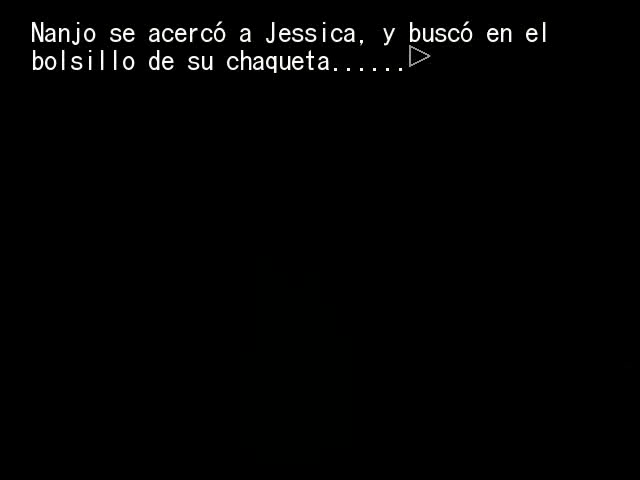 Nanjo se acercó a Jessica, y buscó en el
bolsillo de su chaqueta......